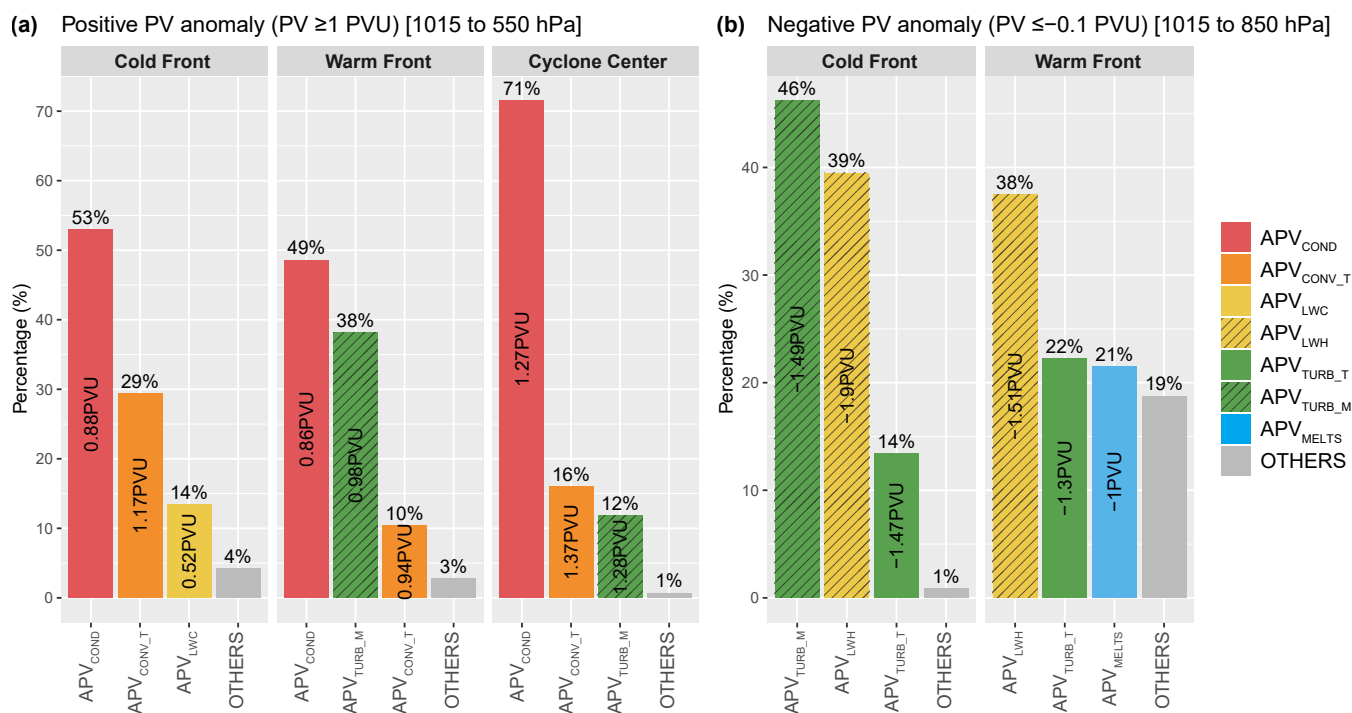 (a) Positive PV anomaly (PV ≥1 PVU) [1015 to 550 hPa]
Cold Front
Warm Front
Cyclone Center
Percentage (%)
70
60
50
40
30
20
10
0
53%
29%
14%
4%
0.88PVU
1.17PVU
0.52PVU
APV_COND
APV_CONV_T
APV_LWC
OTHERS
49%
38%
10%
3%
0.86PVU
0.98PVU
0.94PVU
APV_COND
APV_TURB_M
APV_CONV_T
OTHERS
71%
16%
12%
1%
1.27PVU
1.37PVU
1.28PVU
APV_COND
APV_CONV_T
APV_TURB_M
OTHERS
(b) Negative PV anomaly (PV ≤−0.1 PVU) [1015 to 850 hPa]
Cold Front
Warm Front
Percentage (%)
40
30
20
10
0
46%
39%
14%
1%
−1.49PVU
−1.9PVU
−1.47PVU
APV_TURB_M
APV_LWH
APV_TURB_T
OTHERS
38%
22%
21%
19%
−1.51PVU
−1.3PVU
−1PVU
APV_LWH
APV_TURB_T
APV_MELTS
OTHERS
APV_COND
APV_CONV_T
APV_LWC
APV_LWH
APV_TURB_T
APV_TURB_M
APV_MELTS
OTHERS